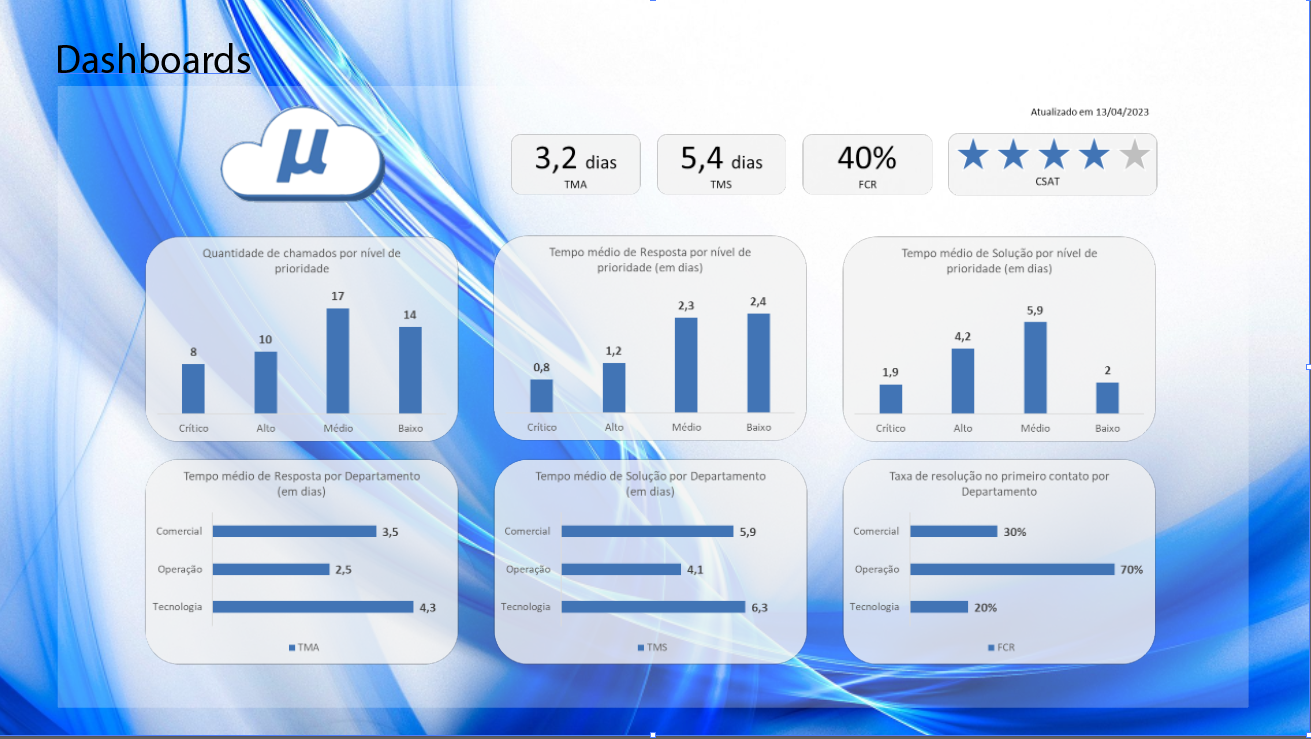 Dashboards
Atualizado em 13/04/2023
µ
3,2 dias
TMA
5,4 dias
TMS
40%
FCR
CSAT
Quantidade de chamados por nível de
prioridade
8
10
17
14
Crítico
Alto
Médio
Baixo
Tempo médio de Resposta por nível de
prioridade (em dias)
0,8
1,2
2,3
2,4
Crítico
Alto
Médio
Baixo
Tempo médio de Solução por nível de
prioridade (em dias)
1,9
4,2
5,9
2
Crítico
Alto
Médio
Baixo
Tempo médio de Resposta por Departamento
(em dias)
Comercial 3,5
Operação 2,5
Tecnologia 4,3
TMA
Tempo médio de Solução por Departamento
(em dias)
Comercial 5,9
Operação 4,1
Tecnologia 6,3
TMS
Taxa de resolução no primeiro contato por
Departamento
Comercial 30%
Operação 70%
Tecnologia 20%
FCR